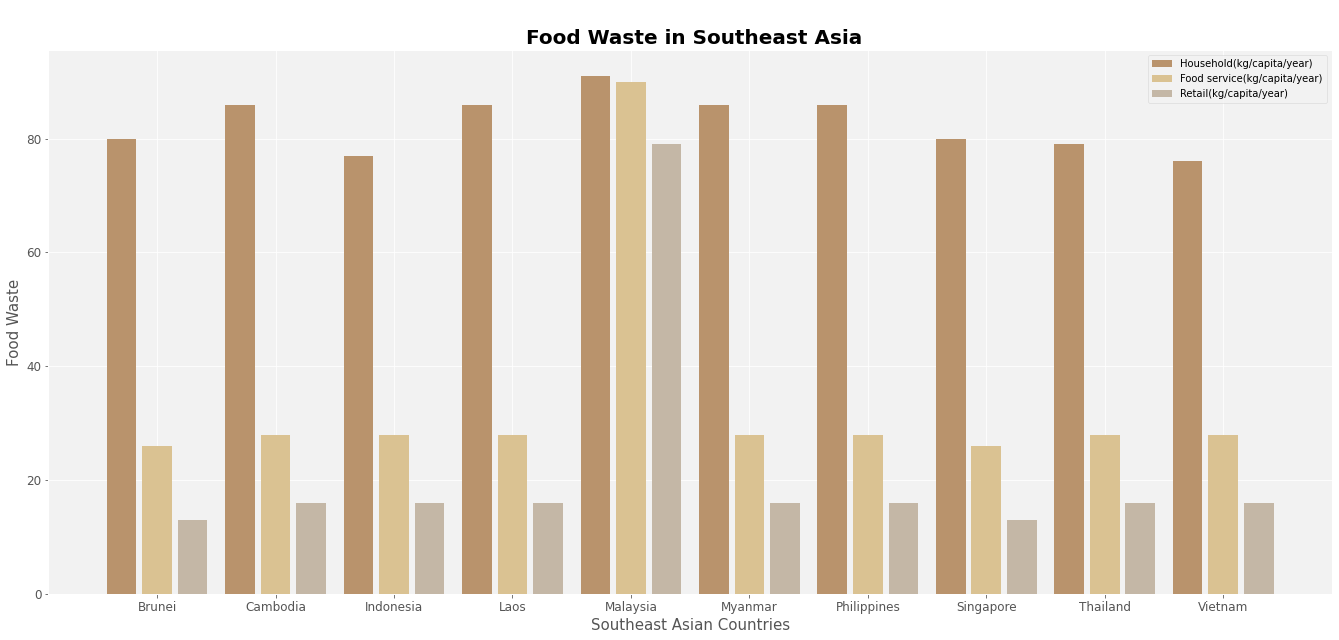 Food Waste in Southeast Asia
Household(kg/capita/year)
Food service(kg/capita/year)
Retail(kg/capita/year)
Food Waste
80
60
40
20
0
Brunei
Cambodia
Indonesia
Laos
Malaysia
Myanmar
Philippines
Singapore
Thailand
Vietnam
Southeast Asian Countries